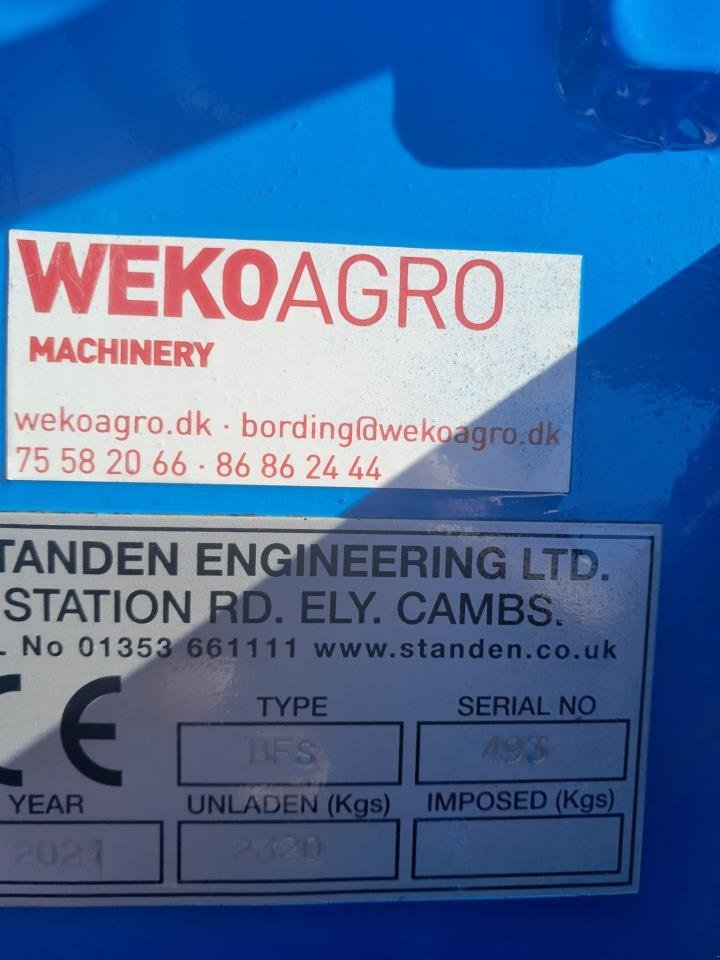 WEKOAGRO
MACHINERY
wekoagro.dk · bording@wekoagro.dk
75 58 20 66 · 86 86 24 44
TANDEN ENGINEERING LTD.
STATION RD. ELY. CAMBS.
L No 01353 661111 www.standen.co.uk
CE
TYPE SERIAL NO
BFS 493
YEAR UNLADEN (Kgs) IMPOSED (Kgs)
2021 2320